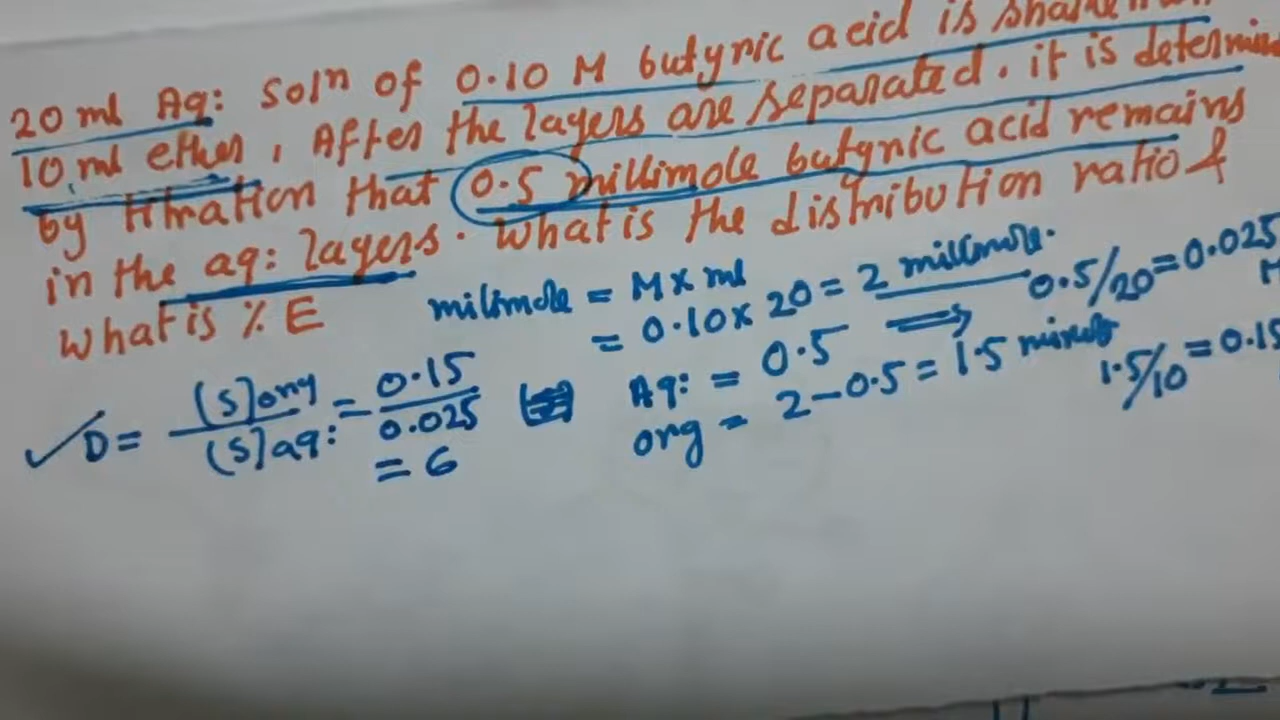 20 ml Aq: soln of 0.10 M butyric acid is
10 ml ether, After the layers are separated. it is
by titration that 0.5 millimole butyric acid remains
in the aq: layers. what is the distribution ratio &
what is % E
milimole = M x ml
= 0.10 x 20 = 2 millimole.
0.5/20 = 0.025
Aq: = 0.5
org = 2-0.5 = 1.5
1.5/10 = 0.15
D = (S)org / (S)aq: = 0.15 / 0.025
= 6